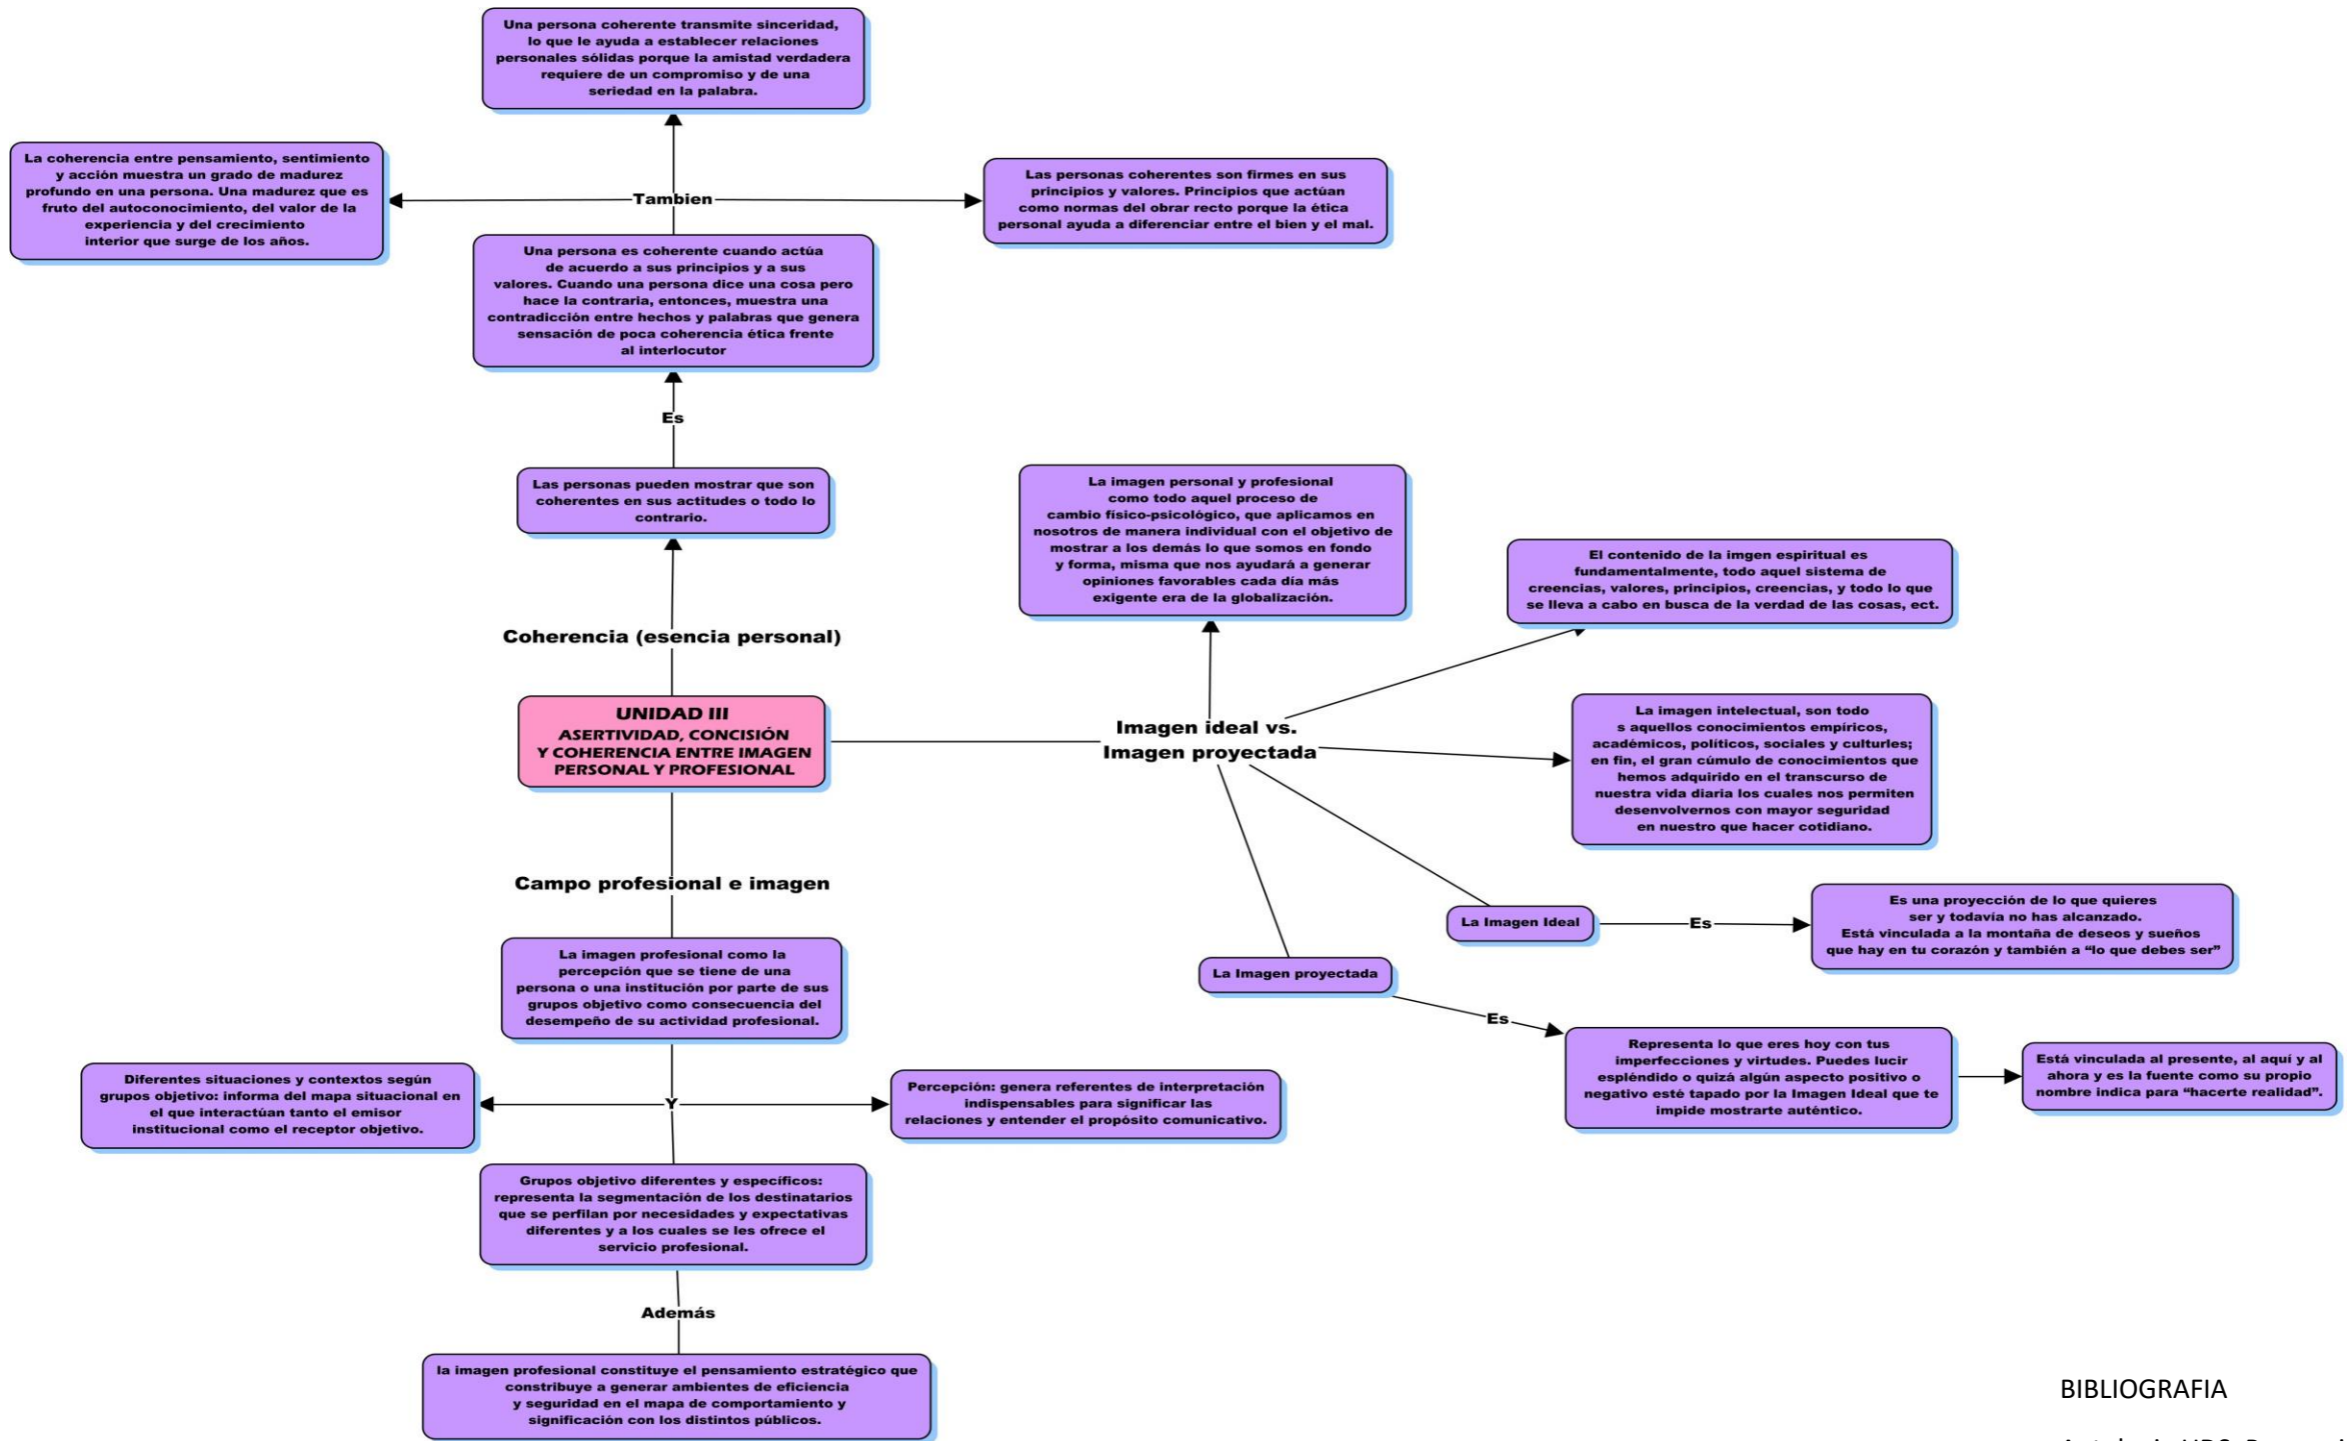 Una persona coherente transmite sinceridad,
lo que le ayuda a establecer relaciones
personales sólidas porque la amistad verdadera
requiere de un compromiso y de una
seriedad en la palabra.
La coherencia entre pensamiento, sentimiento
y acción muestra un grado de madurez
profundo en una persona. Una madurez que es
fruto del autoconocimiento, del valor de la
experiencia y del crecimiento
interior que surge de los años.
Tambien
Las personas coherentes son firmes en sus
principios y valores. Principios que actúan
como normas del obrar recto porque la ética
personal ayuda a diferenciar entre el bien y el mal.
Una persona es coherente cuando actúa
de acuerdo a sus principios y a sus
valores. Cuando una persona dice una cosa pero
hace la contraria, entonces, muestra una
contradicción entre hechos y palabras que genera
sensación de poca coherencia ética frente
al interlocutor
Es
Las personas pueden mostrar que son
coherentes en sus actitudes o todo lo
contrario.
Coherencia (esencia personal)
UNIDAD III
ASERTIVIDAD, CONCISIÓN
Y COHERENCIA ENTRE IMAGEN
PERSONAL Y PROFESIONAL
Imagen ideal vs.
Imagen proyectada
La imagen personal y profesional
como todo aquel proceso de
cambio físico-psicológico, que aplicamos en
nosotros de manera individual con el objetivo de
mostrar a los demás lo que somos en fondo
y forma, misma que nos ayudará a generar
opiniones favorables cada día más
exigente era de la globalización.
El contenido de la imgen espiritual es
fundamentalmente, todo aquel sistema de
creencias, valores, principios, creencias, y todo lo que
se lleva a cabo en busca de la verdad de las cosas, ect.
La imagen intelectual, son todo
s aquellos conocimientos empíricos,
académicos, políticos, sociales y culturles;
en fin, el gran cúmulo de conocimientos que
hemos adquirido en el transcurso de
nuestra vida diaria los cuales nos permiten
desenvolvernos con mayor seguridad
en nuestro que hacer cotidiano.
La Imagen Ideal
Es
Es una proyección de lo que quieres
ser y todavía no has alcanzado.
Está vinculada a la montaña de deseos y sueños
que hay en tu corazón y también a “lo que debes ser”
La Imagen proyectada
Es
Representa lo que eres hoy con tus
imperfecciones y virtudes. Puedes lucir
espléndido o quizá algún aspecto positivo o
negativo esté tapado por la Imagen Ideal que te
impide mostrarte auténtico.
Está vinculada al presente, al aquí y al
ahora y es la fuente como su propio
nombre indica para “hacerte realidad”.
Campo profesional e imagen
La imagen profesional como la
percepción que se tiene de una
persona o una institución por parte de sus
grupos objetivo como consecuencia del
desempeño de su actividad profesional.
Y
Diferentes situaciones y contextos según
grupos objetivo: informa del mapa situacional en
el que interactúan tanto el emisor
institucional como el receptor objetivo.
Percepción: genera referentes de interpretación
indispensables para significar las
relaciones y entender el propósito comunicativo.
Grupos objetivo diferentes y específicos:
representa la segmentación de los destinatarios
que se perfilan por necesidades y expectativas
diferentes y a los cuales se les ofrece el
servicio profesional.
Además
la imagen profesional constituye el pensamiento estratégico que
constribuye a generar ambientes de eficiencia
y seguridad en el mapa de comportamiento y
significación con los distintos públicos.
BIBLIOGRAFIA